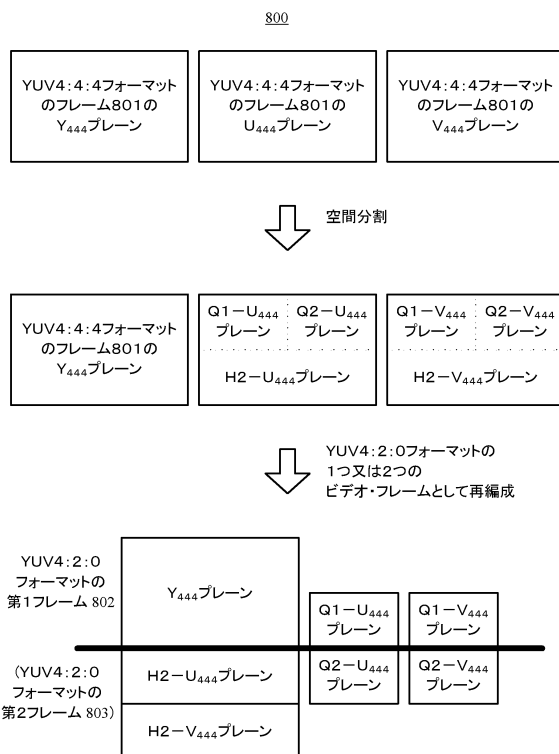 800
YUV4:4:4フォーマット
のフレーム801の
Y444プレーン
YUV4:4:4フォーマット
のフレーム801の
U444プレーン
YUV4:4:4フォーマット
のフレーム801の
V444プレーン
空間分割
YUV4:4:4フォーマット
のフレーム801の
Y444プレーン
Q1-U444
プレーン
Q2-U444
プレーン
H2-U444プレーン
Q1-V444
プレーン
Q2-V444
プレーン
H2-V444プレーン
YUV4:2:0フォーマットの
1つ又は2つの
ビデオ・フレームとして再編成
YUV4:2:0
フォーマットの
第1フレーム 802
Y444プレーン
Q1-U444
プレーン
Q1-V444
プレーン
(YUV4:2:0
フォーマットの
第2フレーム 803)
H2-U444プレーン
Q2-U444
プレーン
Q2-V444
プレーン
H2-V444プレーン